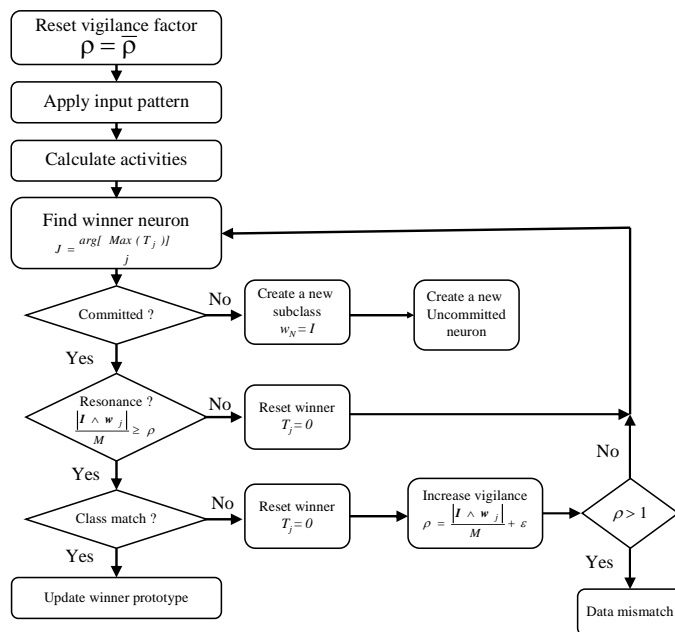 Reset vigilance factor
ρ = ρ̄
Apply input pattern
Calculate activities
Find winner neuron
J = arg[ Max ( T_j )]
j
Committed ?
No
Create a new
subclass
w_N = I
Create a new
Uncommitted
neuron
Yes
Resonance ?
|I ∧ w_j|
M
≥ ρ
No
Reset winner
T_j = 0
No
Yes
Class match ?
No
Reset winner
T_j = 0
Increase vigilance
ρ = |I ∧ w_j| + ε
M
ρ > 1
Yes
Update winner prototype
Yes
Data mismatch